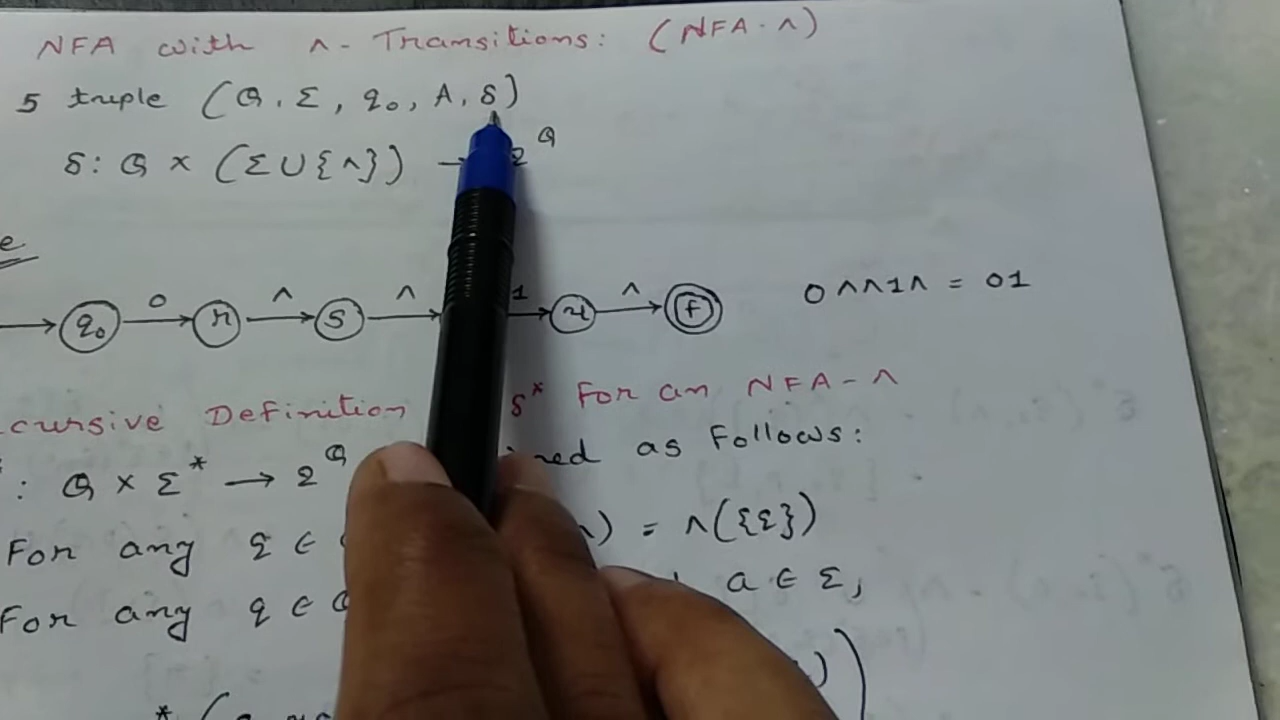 NFA with ∧- Transitions: (NFA-∧)
5 tuple (Q, Σ, q₀, A, δ)
δ: Q × (Σ∪{∧}) → 2^Q
q₀ 0 r ∧ s ∧ 1 u ∧ F 0∧∧1∧ = 01
Definition δ* For an NFA-∧
: Q × Σ* → 2^Q as Follows:
For any q ∈ ) = ∧({q})
For any q ∈ a ∈ Σ,